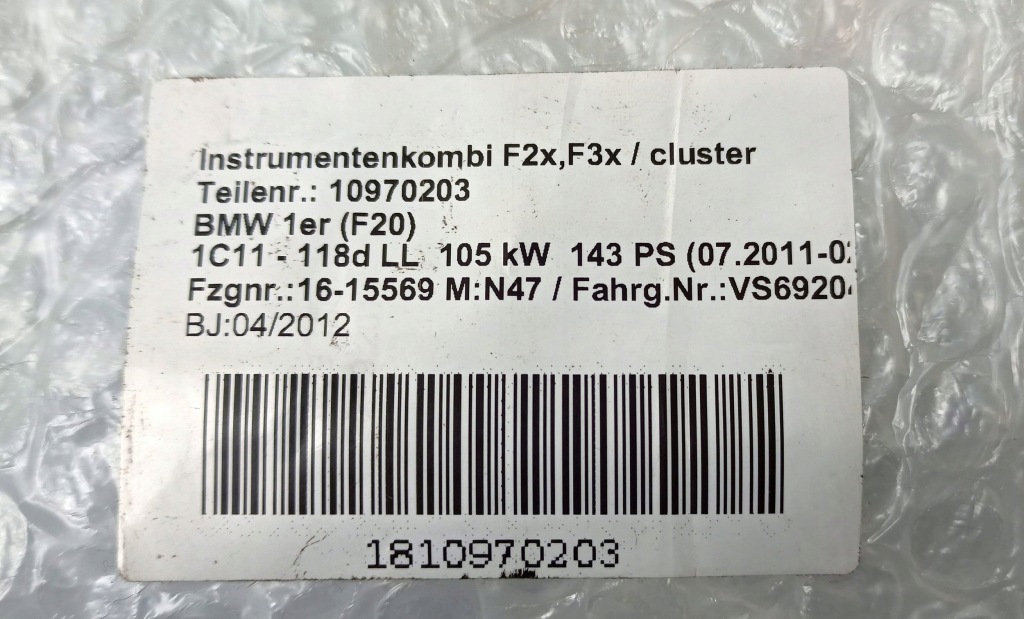 Instrumentenkombi F2x,F3x / cluster
Teilenr.: 10970203
BMW 1er (F20)
1C11 - 118d LL 105 kW 143 PS (07.2011-02
Fzgnr.:16-15569 M:N47 / Fahrg.Nr.:VS6920
BJ:04/2012
1810970203